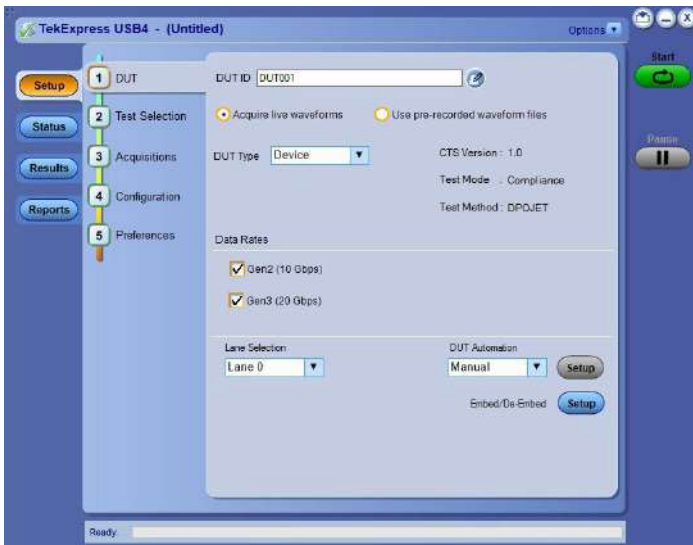 TekExpress USB4 - (Untitled)
Options
Start
Pause
Setup
Status
Results
Reports
1 DUT
2 Test Selection
3 Acquisitions
4 Configuration
5 Preferences
DUT ID DUT001
Acquire live waveforms Use pre-recorded waveform files
DUT Type Device CTS Version : 1.0
Test Mode : Compliance
Test Method : DPOJET
Data Rates
Gen2 (10 Gbps)
Gen3 (20 Gbps)
Lane Selection DUT Automation
Lane 0 Manual Setup
Embed/De-Embed Setup
Ready